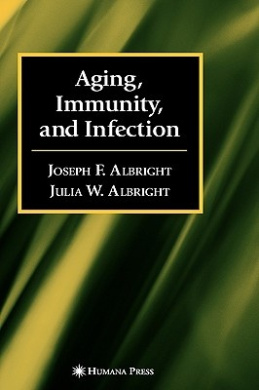 Aging,
Immunity,
and Infection
Joseph F. Albright
Julia W. Albright
Humana Press